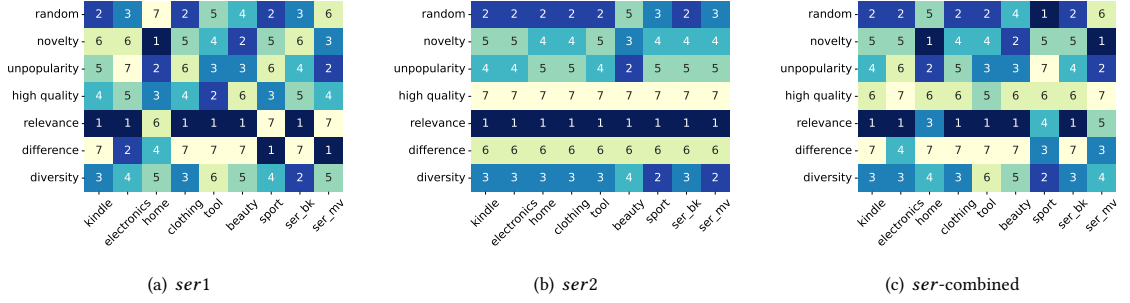 random 2 3 7 2 5 4 2 3 6
novelty 6 6 1 5 4 2 5 6 3
unpopularity 5 7 2 6 3 3 6 4 2
high quality 4 5 3 4 2 6 3 5 4
relevance 1 1 6 1 1 1 7 1 7
difference 7 2 4 7 7 7 1 7 1
diversity 3 4 5 3 6 5 4 2 5
kindle electronics home clothing tool beauty sport ser_bk ser_mv
(a) ser1
random 2 2 2 2 2 5 3 2 3
novelty 5 5 4 4 5 3 4 4 4
unpopularity 4 4 5 5 4 2 5 5 5
high quality 7 7 7 7 7 7 7 7 7
relevance 1 1 1 1 1 1 1 1 1
difference 6 6 6 6 6 6 6 6 6
diversity 3 3 3 3 3 4 2 3 2
kindle electronics home clothing tool beauty sport ser_bk ser_mv
(b) ser2
random 2 2 5 2 2 4 1 2 6
novelty 5 5 1 4 4 2 5 5 1
unpopularity 4 6 2 5 3 3 7 4 2
high quality 6 7 6 6 5 6 6 6 7
relevance 1 1 3 1 1 1 4 1 5
difference 7 4 7 7 7 7 3 7 3
diversity 3 3 4 3 6 5 2 3 4
kindle electronics home clothing tool beauty sport ser_bk ser_mv
(c) ser-combined